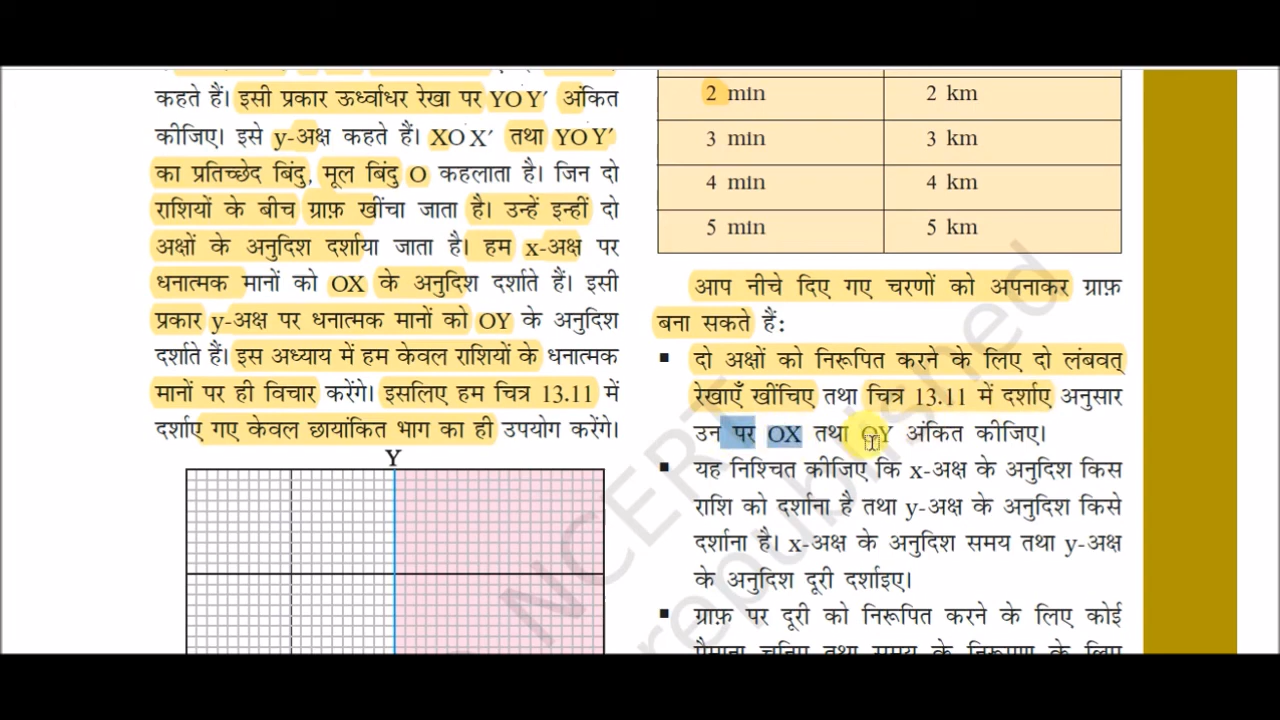 कहते हैं। इसी प्रकार ऊर्ध्वाधर रेखा पर YOY′ अंकित
कीजिए। इसे y-अक्ष कहते हैं। XOX′ तथा YOY′
का प्रतिच्छेद बिंदु, मूल बिंदु O कहलाता है। जिन दो
राशियों के बीच ग्राफ़ खींचा जाता है। उन्हें इन्हीं दो
अक्षों के अनुदिश दर्शाया जाता है। हम x-अक्ष पर
धनात्मक मानों को OX के अनुदिश दर्शाते हैं। इसी
प्रकार y-अक्ष पर धनात्मक मानों को OY के अनुदिश
दर्शाते हैं। इस अध्याय में हम केवल राशियों के धनात्मक
मानों पर ही विचार करेंगे। इसलिए हम चित्र 13.11 में
दर्शाए गए केवल छायांकित भाग का ही उपयोग करेंगे।
Y
2 min 2 km
3 min 3 km
4 min 4 km
5 min 5 km
आप नीचे दिए गए चरणों को अपनाकर ग्राफ़
बना सकते हैं:
▪ दो अक्षों को निरूपित करने के लिए दो लंबवत्
रेखाएँ खींचिए तथा चित्र 13.11 में दर्शाए अनुसार
उन पर OX तथा OY अंकित कीजिए।
▪ यह निश्चित कीजिए कि x-अक्ष के अनुदिश किस
राशि को दर्शाना है तथा y-अक्ष के अनुदिश किसे
दर्शाना है। x-अक्ष के अनुदिश समय तथा y-अक्ष
के अनुदिश दूरी दर्शाइए।
▪ ग्राफ़ पर दूरी को निरूपित करने के लिए कोई
NCERT
republished